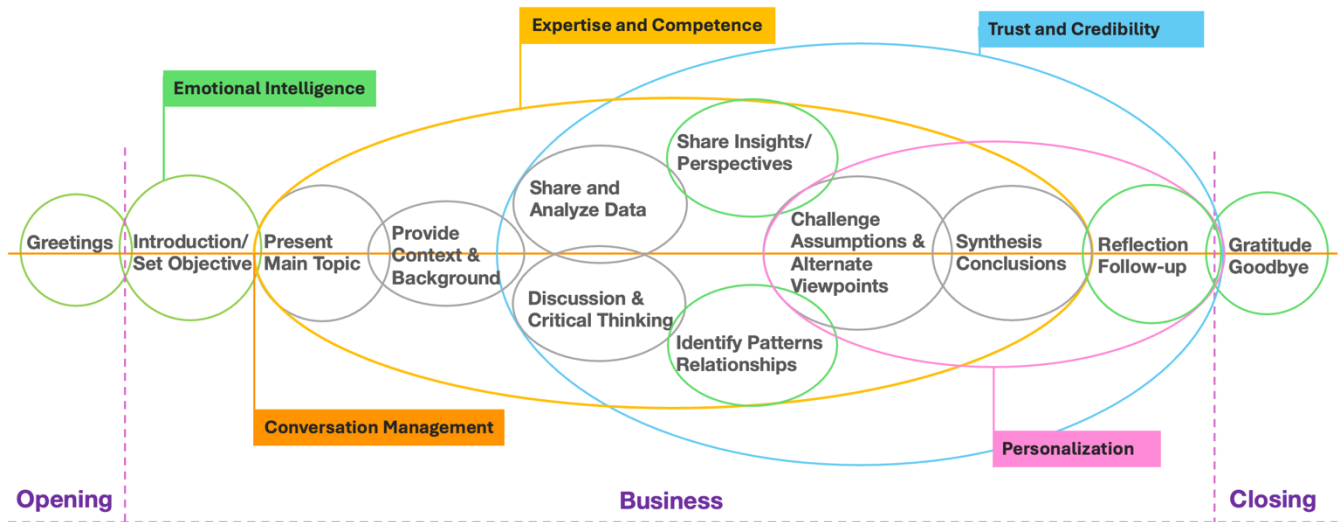 Expertise and Competence
Trust and Credibility
Emotional Intelligence
Greetings
Introduction/
Set Objective
Present
Main Topic
Provide
Context &
Background
Share and
Analyze Data
Discussion &
Critical Thinking
Share Insights/
Perspectives
Identify Patterns
Relationships
Challenge
Assumptions &
Alternate
Viewpoints
Synthesis
Conclusions
Reflection
Follow-up
Gratitude
Goodbye
Conversation Management
Personalization
Opening
Business
Closing